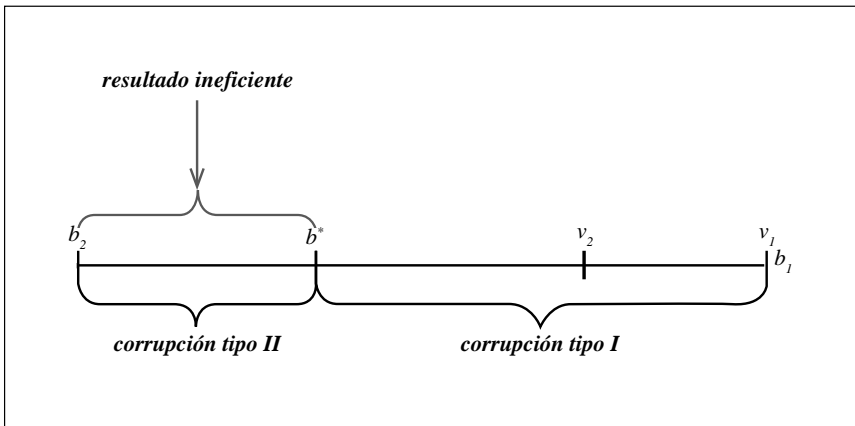 resultado ineficiente
b₂ b* v₂ v₁
b₁
corrupción tipo II corrupción tipo I